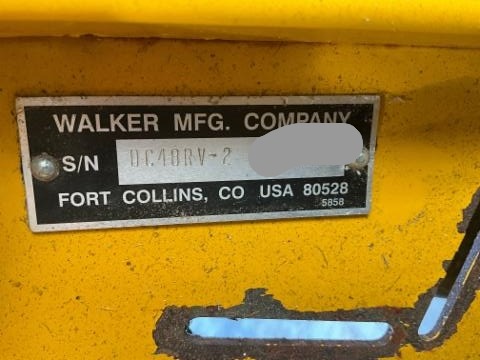 WALKER MFG. COMPANY
S/N DC48RV-2
FORT COLLINS, CO USA 80528
5858